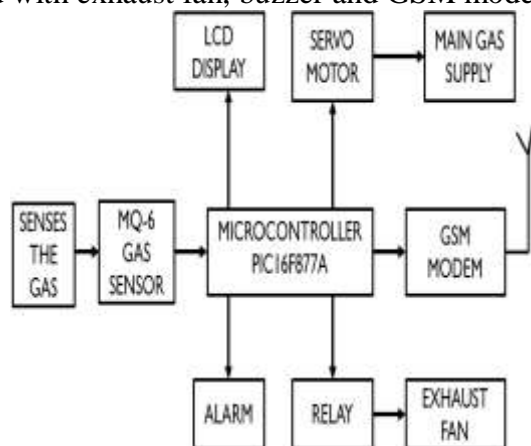 with exhaust fan, buzzer and GSM mode
LCD
DISPLAY
SERVO
MOTOR
MAIN GAS
SUPPLY
SENSES
THE
GAS
MQ-6
GAS
SENSOR
MICROCONTROLLER
PIC16F877A
GSM
MODEM
ALARM
RELAY
EXHAUST
FAN